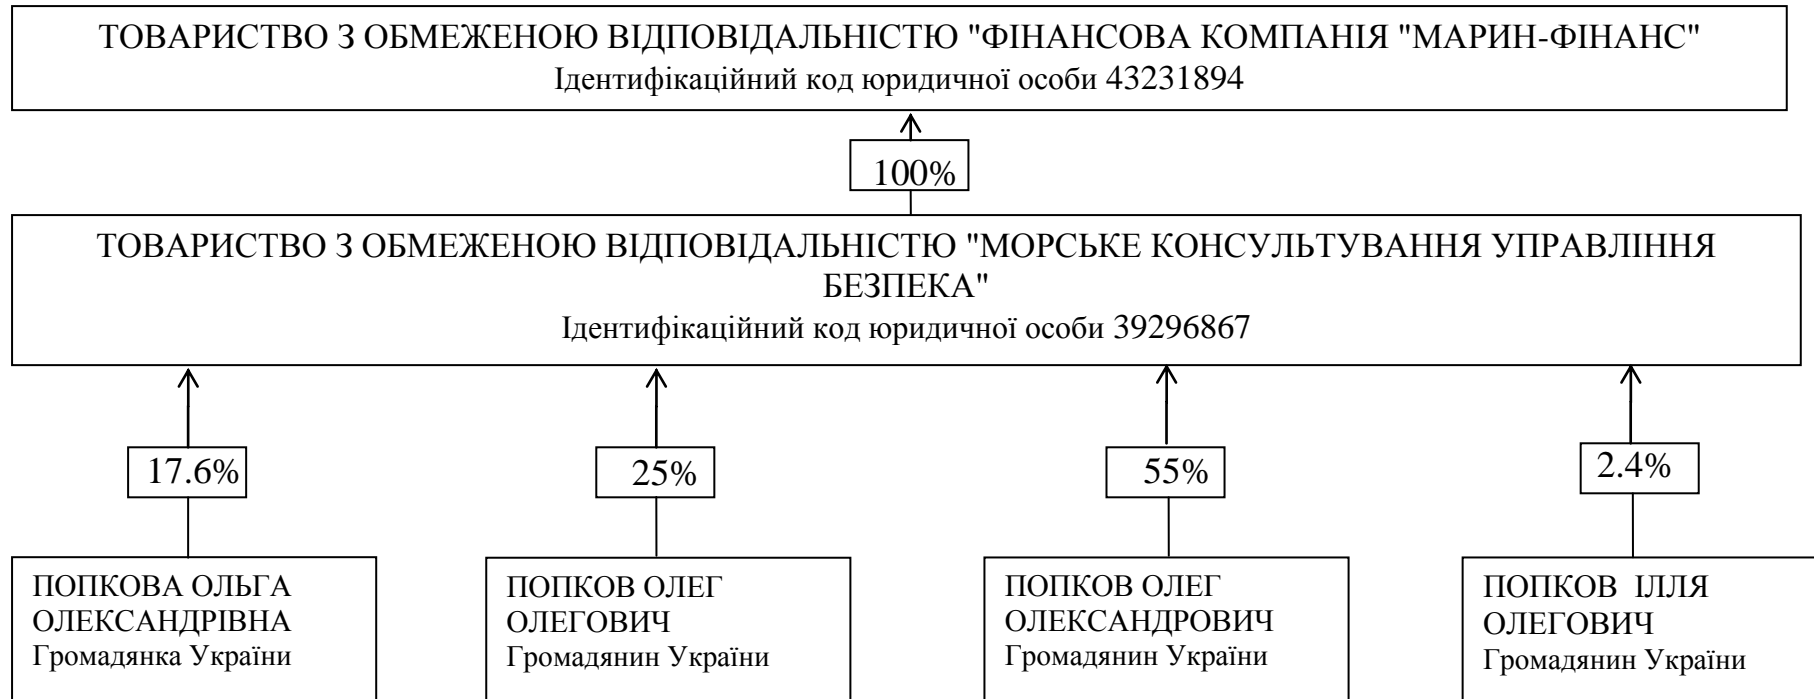 ТОВАРИСТВО З ОБМЕЖЕНОЮ ВІДПОВІДАЛЬНІСТЮ "ФІНАНСОВА КОМПАНІЯ "МАРИН-ФІНАНС"
Ідентифікаційний код юридичної особи 43231894
100%
ТОВАРИСТВО З ОБМЕЖЕНОЮ ВІДПОВІДАЛЬНІСТЮ "МОРСЬКЕ КОНСУЛЬТУВАННЯ УПРАВЛІННЯ
БЕЗПЕКА"
Ідентифікаційний код юридичної особи 39296867
17.6%
25%
55%
2.4%
ПОПКОВА ОЛЬГА
ОЛЕКСАНДРІВНА
Громадянка України
ПОПКОВ ОЛЕГ
ОЛЕГОВИЧ
Громадянин України
ПОПКОВ ОЛЕГ
ОЛЕКСАНДРОВИЧ
Громадянин України
ПОПКОВ ІЛЛЯ
ОЛЕГОВИЧ
Громадянин України